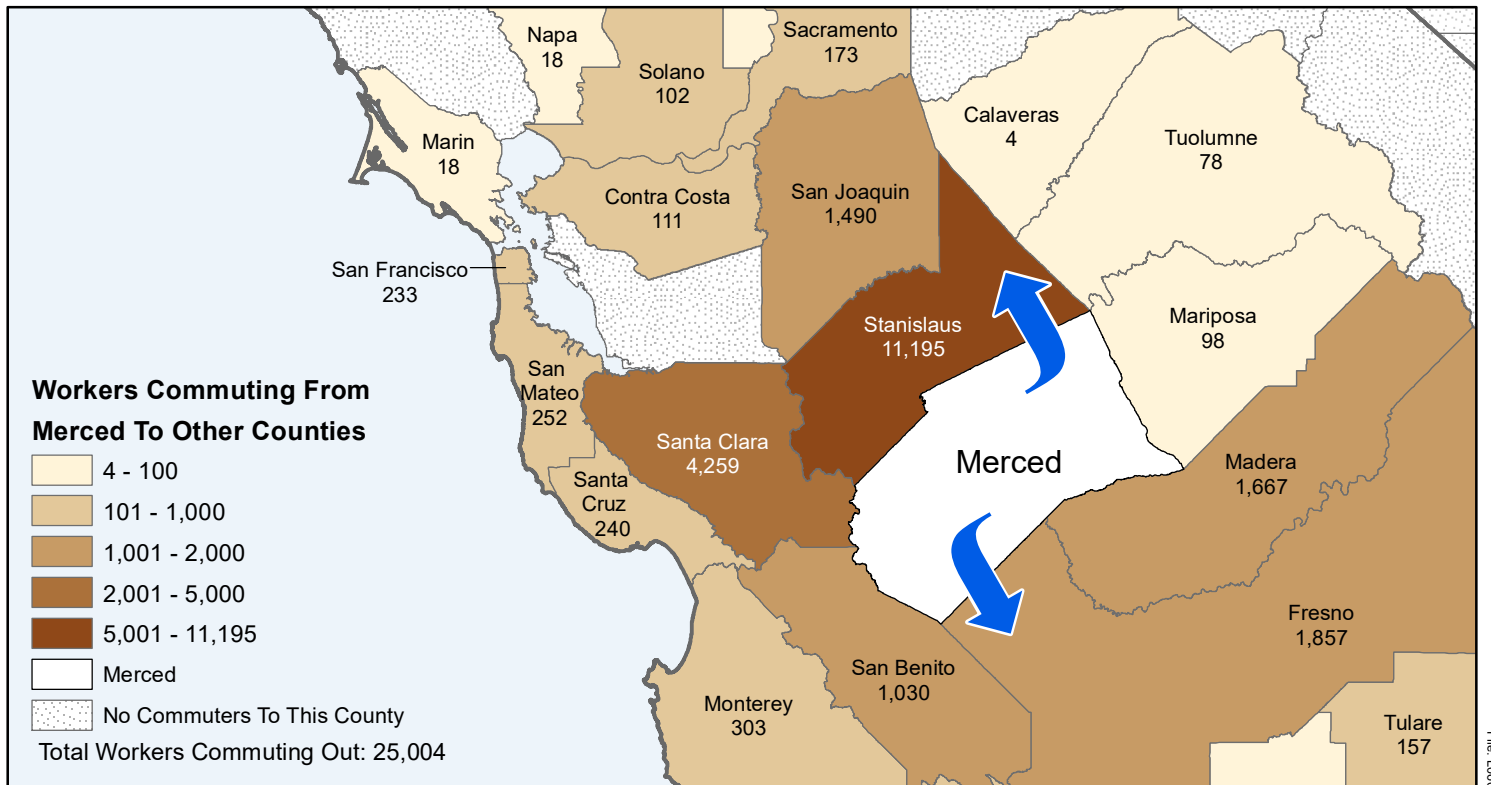 Napa
18
Sacramento
173
Solano
102
Calaveras
4
Tuolumne
78
Marin
18
Contra Costa
111
San Joaquin
1,490
San Francisco
233
Stanislaus
11,195
Mariposa
98
San
Mateo
252
Santa Clara
4,259
Merced
Madera
1,667
Santa
Cruz
240
Fresno
1,857
San Benito
1,030
Monterey
303
Tulare
157
Workers Commuting From
Merced To Other Counties
4 - 100
101 - 1,000
1,001 - 2,000
2,001 - 5,000
5,001 - 11,195
Merced
No Commuters To This County
Total Workers Commuting Out: 25,004